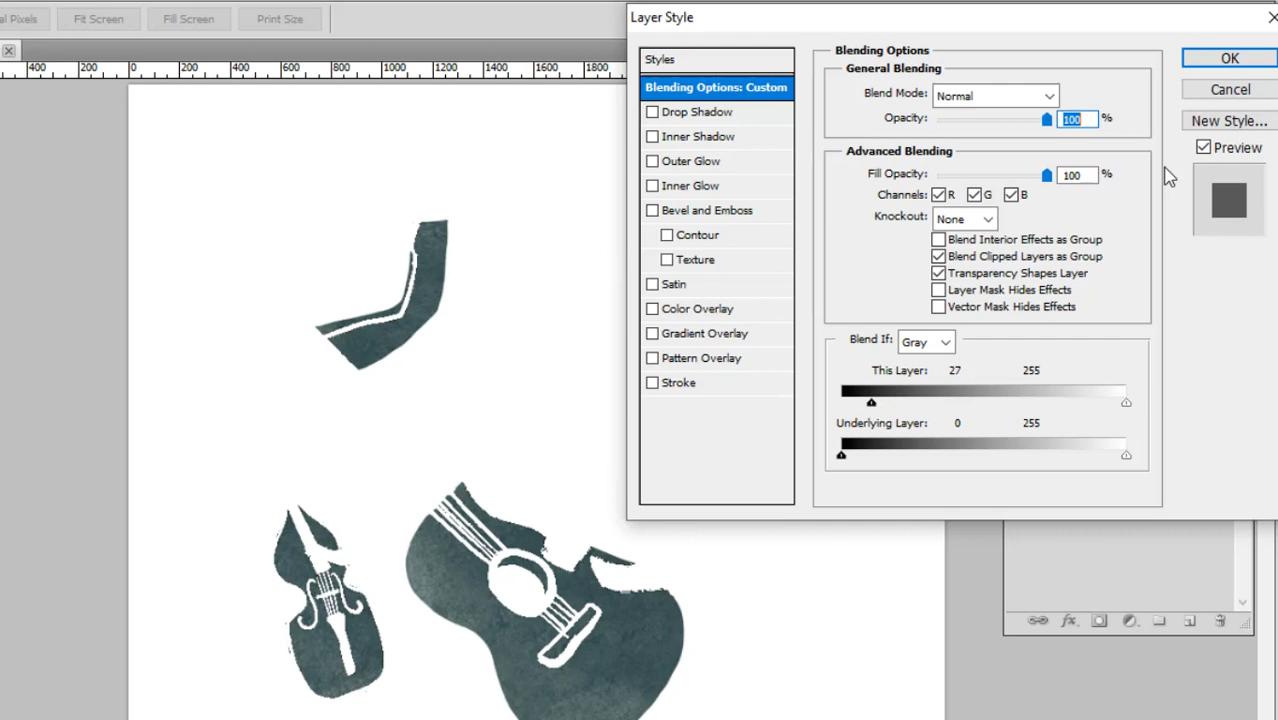 al Pixels
Fit Screen
Fill Screen
Print Size
400
200
0
200
400
600
800
1000
1200
1400
1600
1800
Layer Style
Styles
Blending Options: Custom
Drop Shadow
Inner Shadow
Outer Glow
Inner Glow
Bevel and Emboss
Contour
Texture
Satin
Color Overlay
Gradient Overlay
Pattern Overlay
Stroke
Blending Options
General Blending
Blend Mode: Normal
Opacity: 100 %
Advanced Blending
Fill Opacity: 100 %
Channels: R G B
Knockout: None
Blend Interior Effects as Group
Blend Clipped Layers as Group
Transparency Shapes Layer
Layer Mask Hides Effects
Vector Mask Hides Effects
Blend If: Gray
This Layer: 27 255
Underlying Layer: 0 255
OK
Cancel
New Style...
Preview
fx